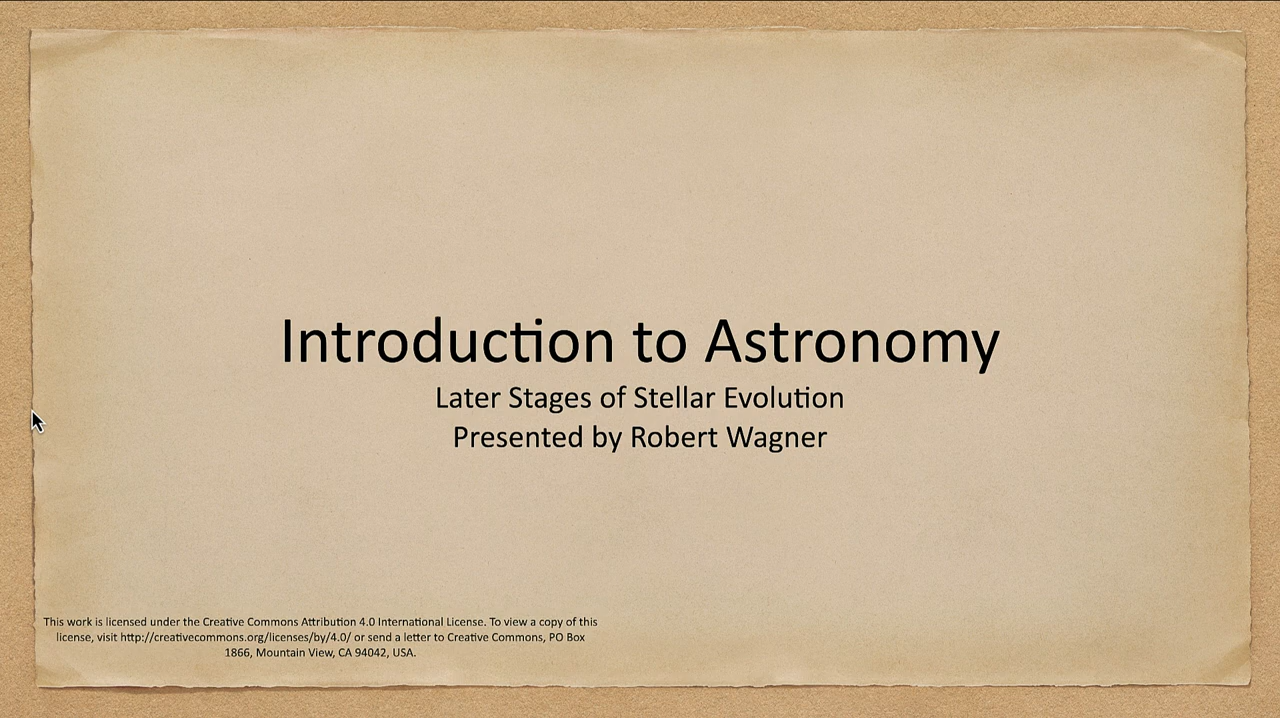 Introduction to Astronomy
Later Stages of Stellar Evolution
Presented by Robert Wagner
This work is licensed under the Creative Commons Attribution 4.0 International License. To view a copy of this
license, visit http://creativecommons.org/licenses/by/4.0/ or send a letter to Creative Commons, PO Box
1866, Mountain View, CA 94042, USA.